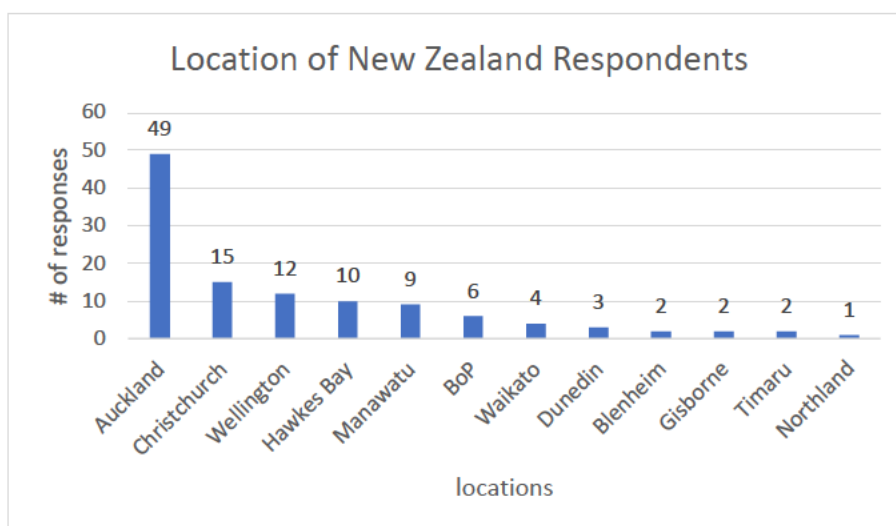 Location of New Zealand Respondents
# of responses
60
50
40
30
20
10
0
49
15
12
10
9
6
4
3
2
2
2
1
Auckland
Christchurch
Wellington
Hawkes Bay
Manawatu
BoP
Waikato
Dunedin
Blenheim
Gisborne
Timaru
Northland
locations